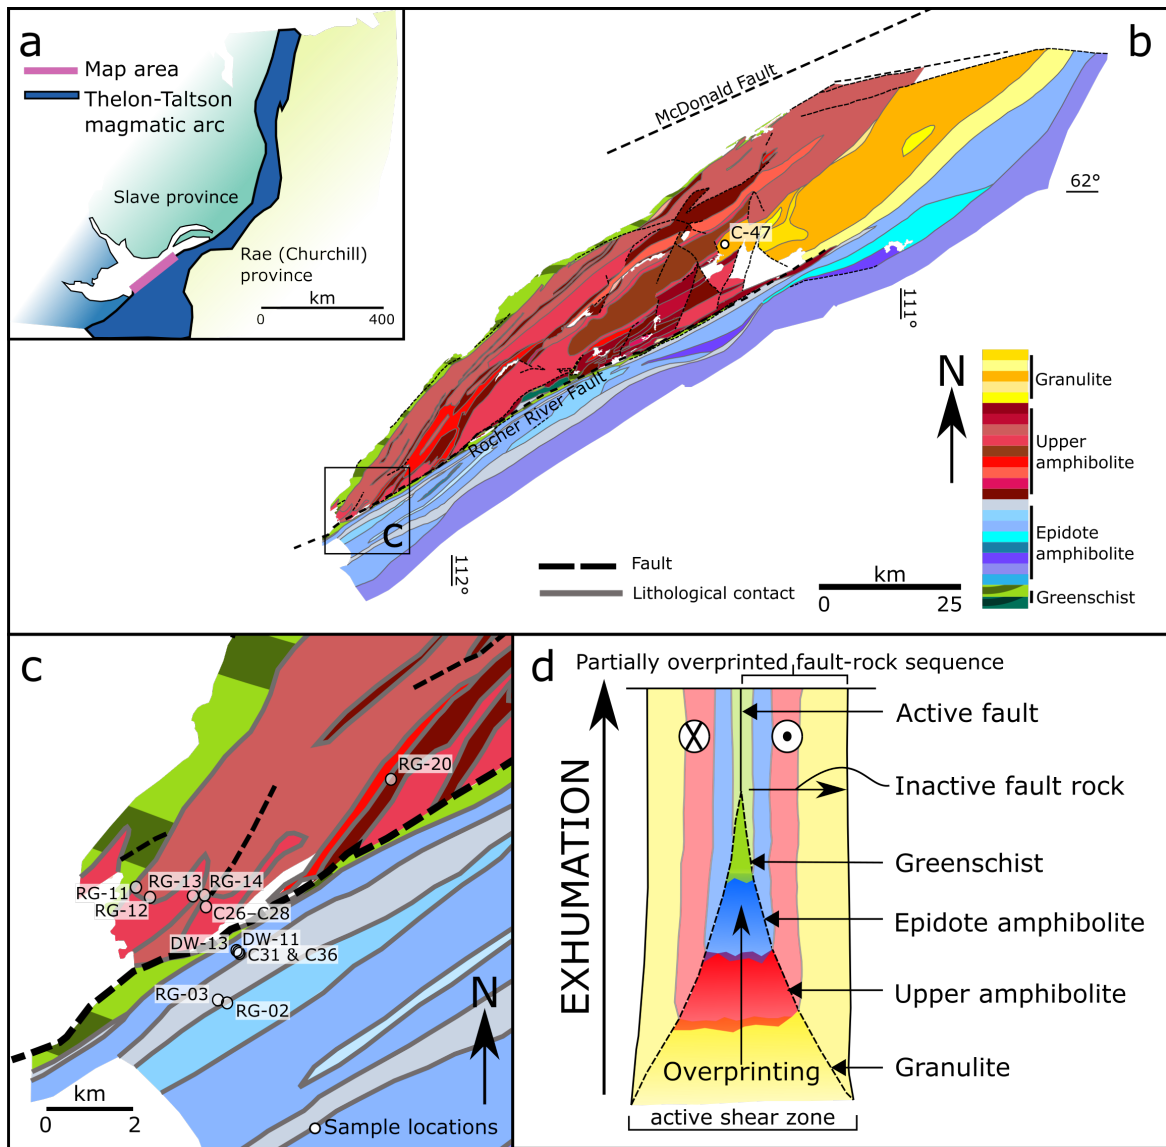 a
Map area
Thelon-Taltson
magmatic arc
Slave province
Rae (Churchill)
province
km
0 400
b
McDonald Fault
62°
C-47
111°
Rocher River Fault
C
112°
N
Granulite
Upper
amphibolite
Epidote
amphibolite
Greenschist
Fault
Lithological contact
km
0 25
c
RG-20
RG-11
RG-13
RG-14
RG-12
C26–C28
DW-11
DW-13
C31 & C36
RG-03
RG-02
N
km
0 2
Sample locations
d
Partially overprinted fault-rock sequence
EXHUMATION
Active fault
Inactive fault rock
Greenschist
Epidote amphibolite
Upper amphibolite
Granulite
Overprinting
active shear zone